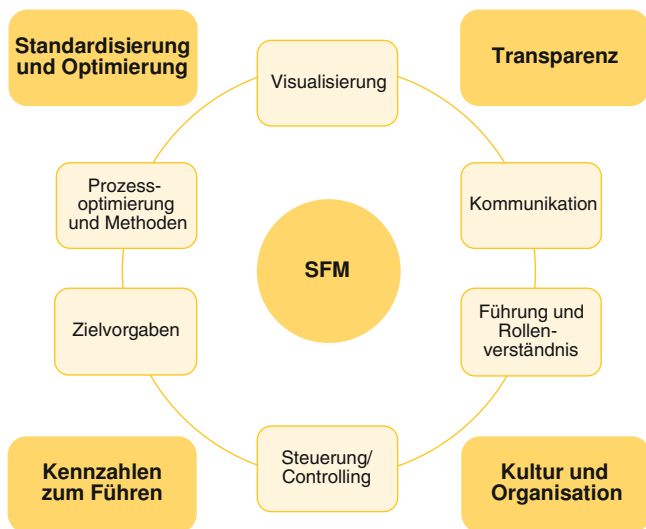 Standardisierung
und Optimierung
Transparenz
Visualisierung
Prozess-
optimierung
und Methoden
Kommunikation
SFM
Zielvorgaben
Führung und
Rollen-
verständnis
Steuerung/
Controlling
Kennzahlen
zum Führen
Kultur und
Organisation